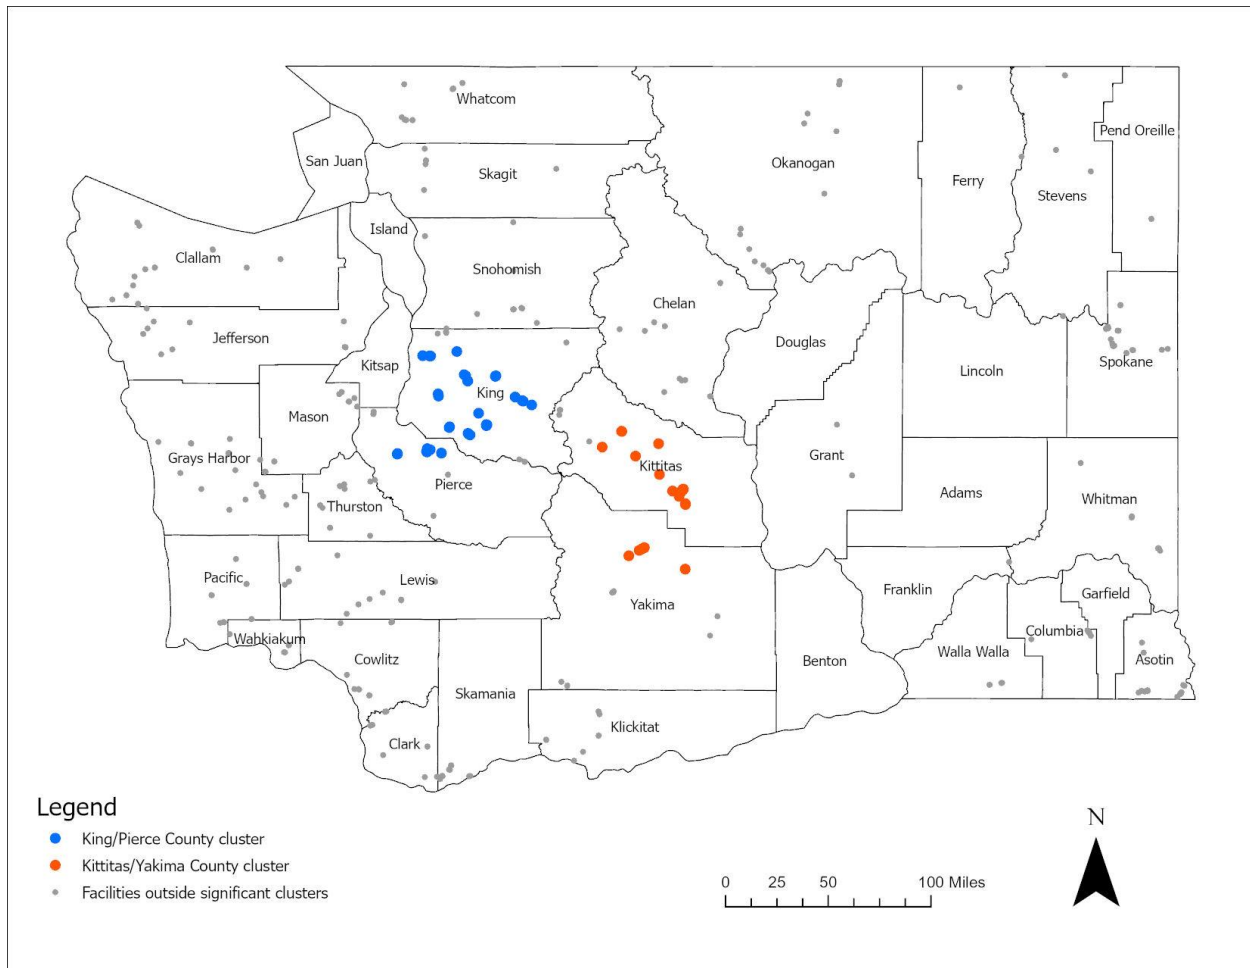 Whatcom
Pend Oreille
San Juan
Okanogan
Skagit
Ferry
Stevens
Island
Clallam
Snohomish
Chelan
Jefferson
Douglas
Kitsap
Spokane
Lincoln
King
Mason
Grant
Grays Harbor
Kittitas
Pierce
Adams
Whitman
Thurston
Pacific
Lewis
Franklin
Garfield
Yakima
Columbia
Wahkiakum
Walla Walla
Cowlitz
Benton
Asotin
Skamania
Klickitat
Clark
Legend
King/Pierce County cluster
Kittitas/Yakima County cluster
Facilities outside significant clusters
N
0 25 50 100 Miles